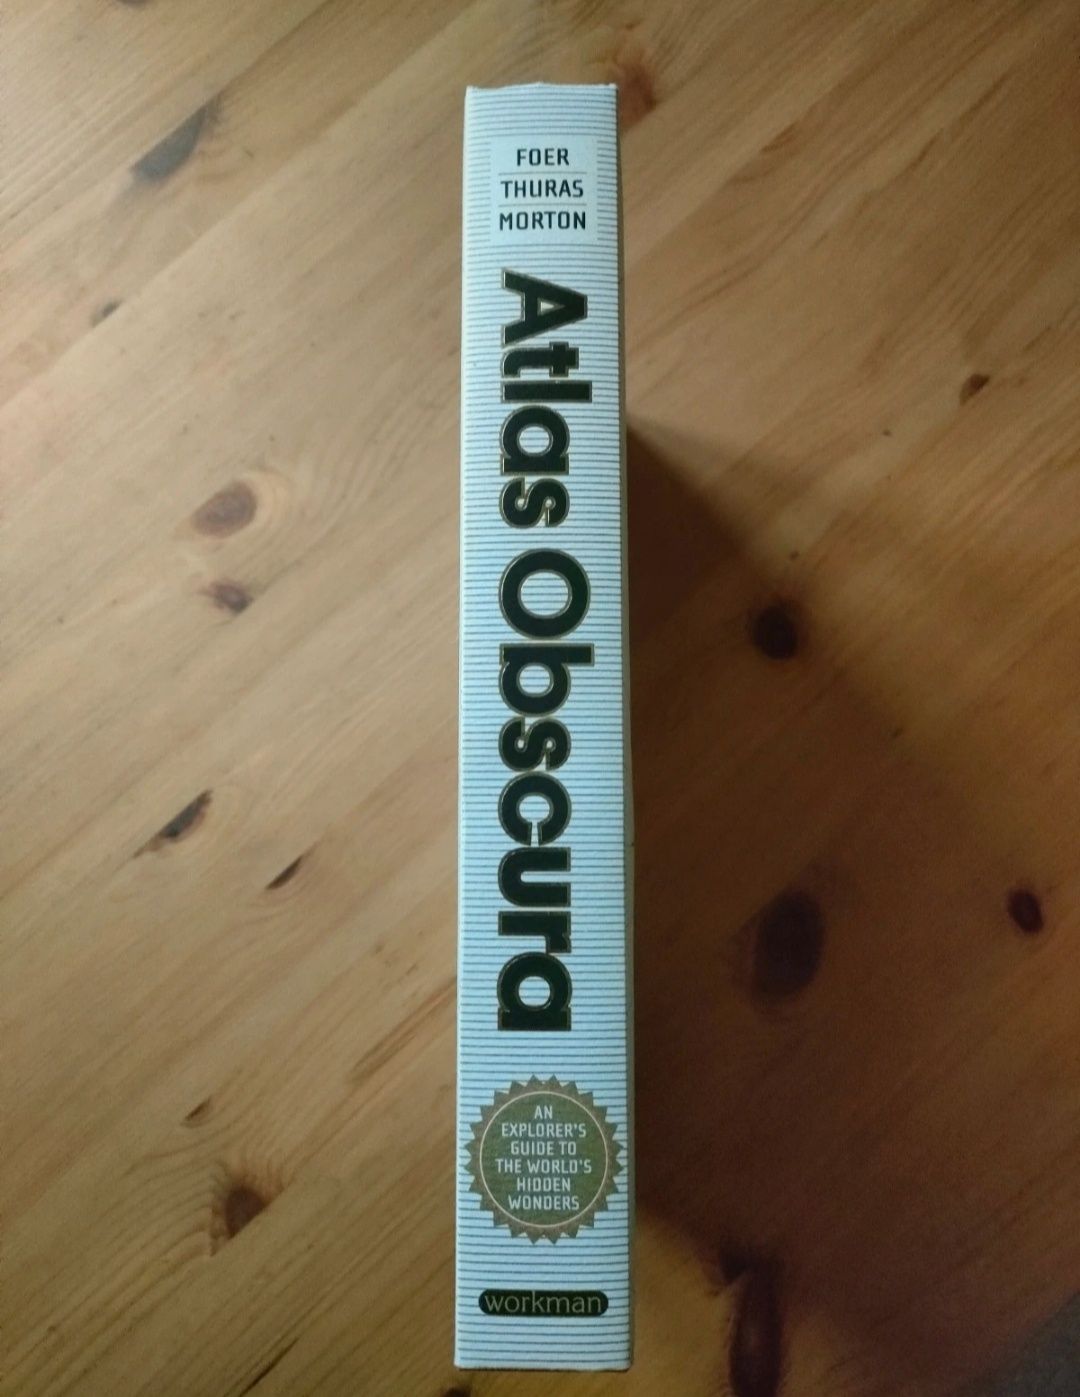 FOER
THURAS
MORTON
Atlas Obscura
AN
EXPLORER'S
GUIDE TO
THE WORLD'S
HIDDEN
WONDERS
workman